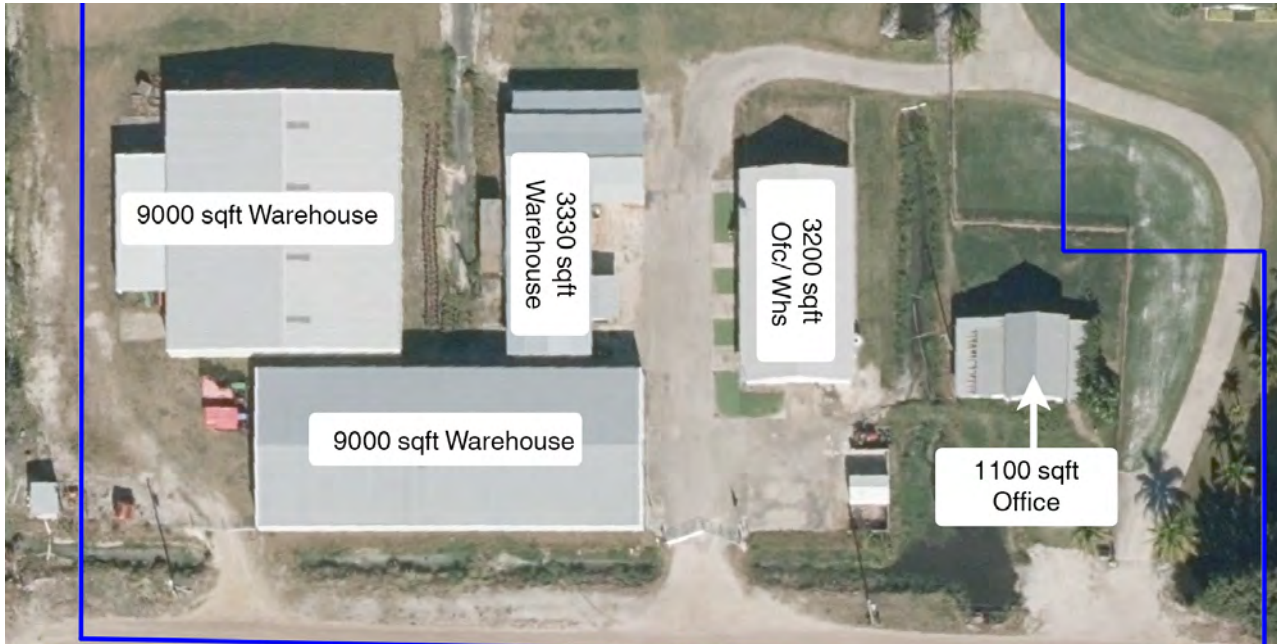 9000 sqft Warehouse
3330 sqft
Warehouse
3200 sqft
Ofc/ Whs
9000 sqft Warehouse
1100 sqft
Office